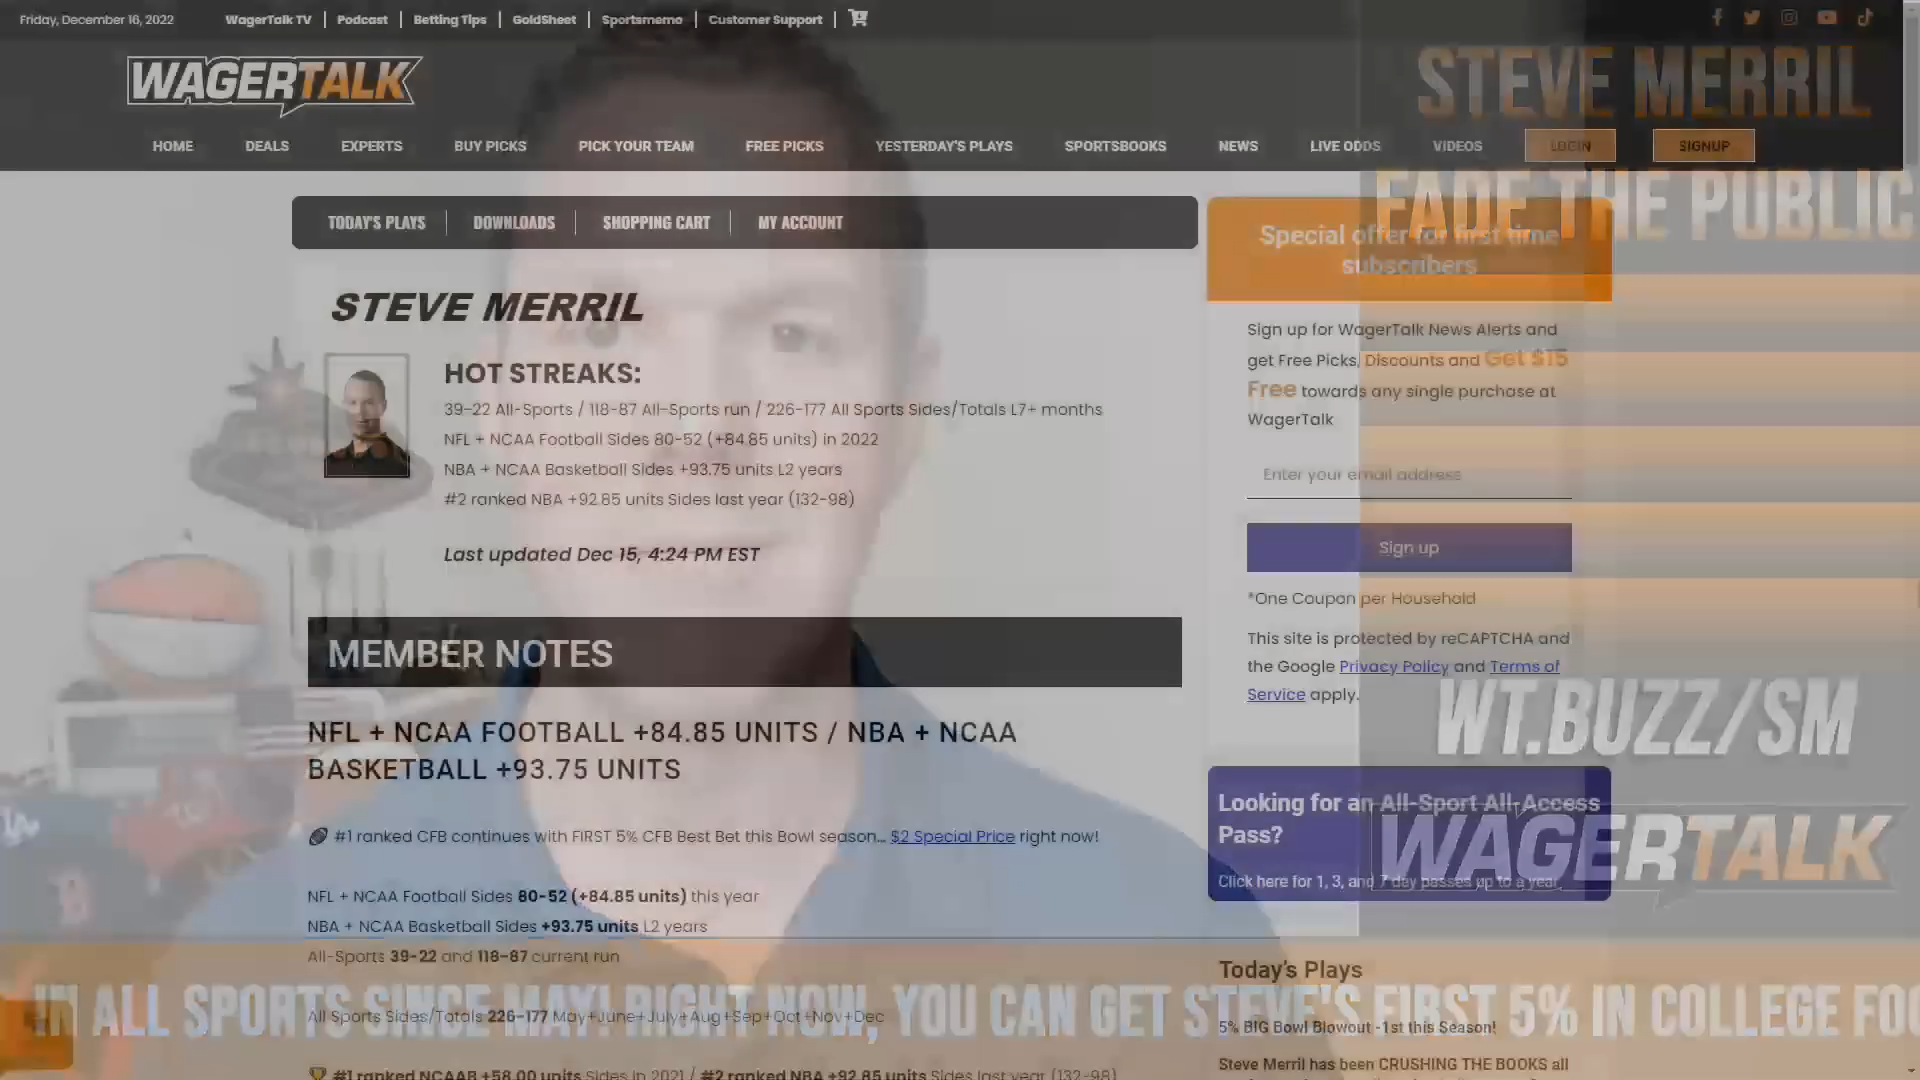 Friday, December 16, 2022
WagerTalk TV
Podcast
Betting Tips
GoldSheet
Sportsmemo
Customer Support
WAGERTALK
STEVE MERRIL
HOME
DEALS
EXPERTS
BUY PICKS
PICK YOUR TEAM
FREE PICKS
YESTERDAY'S PLAYS
SPORTSBOOKS
NEWS
LIVE ODDS
VIDEOS
LOGIN
SIGNUP
FADE THE PUBLIC
TODAY'S PLAYS
DOWNLOADS
SHOPPING CART
MY ACCOUNT
Special offer for first time
subscribers
STEVE MERRIL
HOT STREAKS:
39-22 All-Sports / 118-87 All-Sports run / 226-177 All Sports Sides/Totals L7+ months
NFL + NCAA Football Sides 80-52 (+84.85 units) in 2022
NBA + NCAA Basketball Sides +93.75 units L2 years
#2 ranked NBA +92.85 units Sides last year (132-98)
Last updated Dec 15, 4:24 PM EST
Sign up for WagerTalk News Alerts and
get Free Picks, Discounts and Get $15
Free towards any single purchase at
WagerTalk
Enter your email address
Sign up
*One Coupon per Household
This site is protected by reCAPTCHA and
the Google Privacy Policy and Terms of
Service apply.
MEMBER NOTES
NFL + NCAA FOOTBALL +84.85 UNITS / NBA + NCAA
BASKETBALL +93.75 UNITS
#1 ranked CFB continues with FIRST 5% CFB Best Bet this Bowl season... $2 Special Price right now!
NFL + NCAA Football Sides 80-52 (+84.85 units) this year
NBA + NCAA Basketball Sides +93.75 units L2 years
All-Sports 39-22 and 118-87 current run
All Sports Sides/Totals 226-177 May+June+July+Aug+Sep+Oct+Nov+Dec
#1 ranked NCAAB +58.00 units Sides in 2021 / #2 ranked NBA +92.85 units Sides last year (132-98)
WT.BUZZ/SM
Looking for an All-Sport All-Access
Pass?
Click here for 1, 3, and 7 day passes up to a year
WAGERTALK
Today's Plays
5% BIG Bowl Blowout -1st this Season!
Steve Merril has been CRUSHING THE BOOKS all
IN ALL SPORTS SINCE MAY! RIGHT NOW, YOU CAN GET STEVE'S FIRST 5% IN COLLEGE FOO